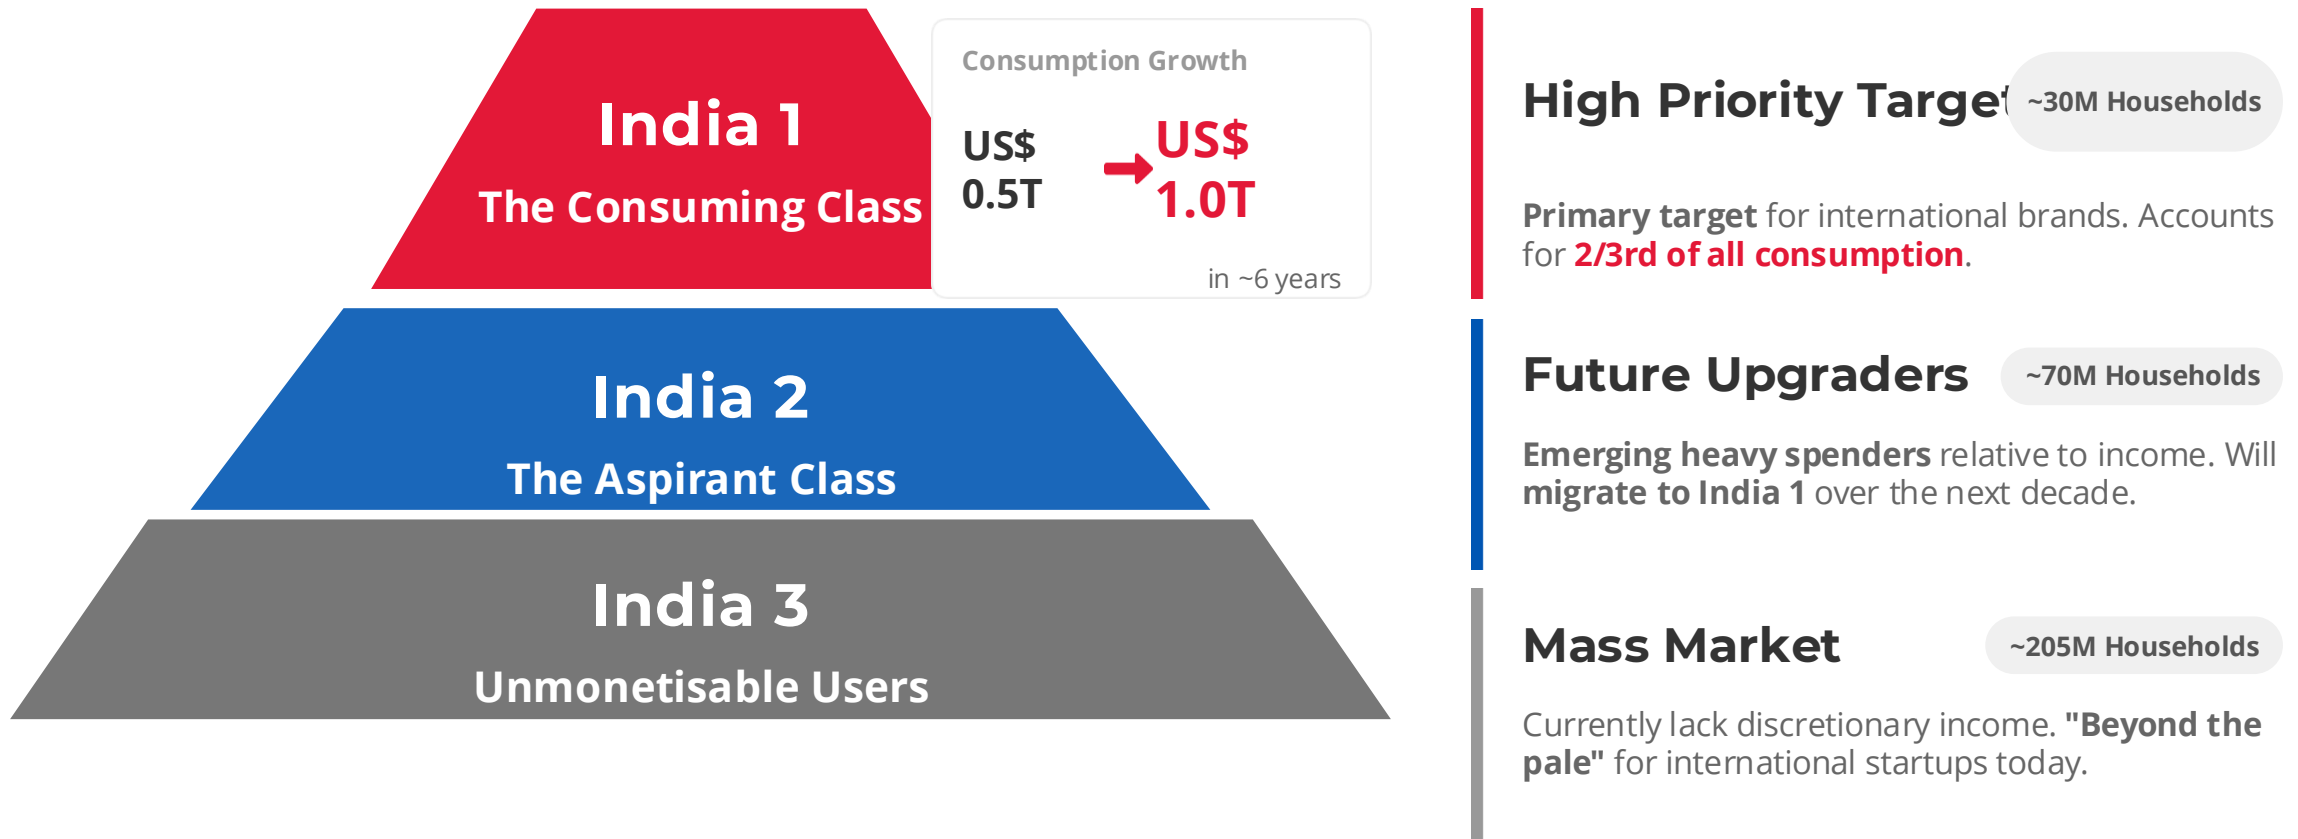 India 1
The Consuming Class
Consumption Growth
US$
0.5T
US$
1.0T
in ~6 years
India 2
The Aspirant Class
India 3
Unmonetisable Users
High Priority Target
~30M Households
Primary target for international brands. Accounts
for 2/3rd of all consumption.
Future Upgraders
~70M Households
Emerging heavy spenders relative to income. Will
migrate to India 1 over the next decade.
Mass Market
~205M Households
Currently lack discretionary income. "Beyond the
pale" for international startups today.